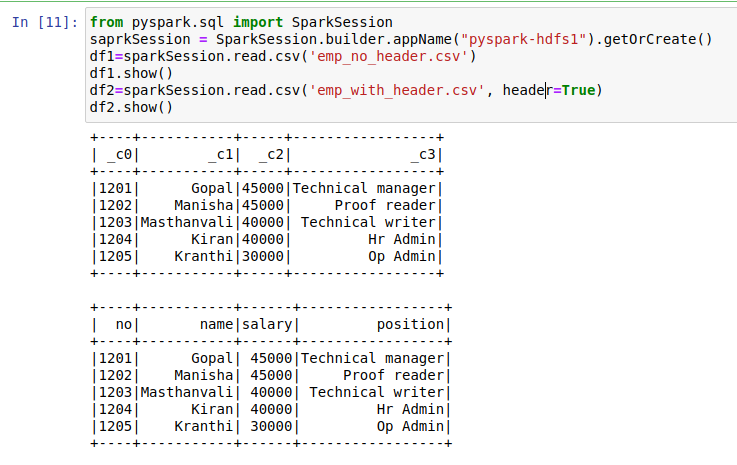 In [11]: from pyspark.sql import SparkSession
saprkSession = SparkSession.builder.appName("pyspark-hdfs1").getOrCreate()
df1=sparkSession.read.csv('emp_no_header.csv')
df1.show()
df2=sparkSession.read.csv('emp_with_header.csv', header=True)
df2.show()
+----+-----------+-----+-----------------+
| _c0|        _c1|  _c2|              _c3|
+----+-----------+-----+-----------------+
|1201|      Gopal|45000|Technical manager|
|1202|    Manisha|45000|     Proof reader|
|1203|Masthanvali|40000| Technical writer|
|1204|      Kiran|40000|         Hr Admin|
|1205|   Kranthi|30000|         Op Admin|
+----+-----------+-----+-----------------+
+----+-----------+------+-----------------+
|  no|       name|salary|         position|
+----+-----------+------+-----------------+
|1201|      Gopal| 45000|Technical manager|
|1202|    Manisha| 45000|     Proof reader|
|1203|Masthanvali| 40000| Technical writer|
|1204|      Kiran| 40000|         Hr Admin|
|1205|    Kranthi| 30000|         Op Admin|
+----+-----------+------+-----------------+